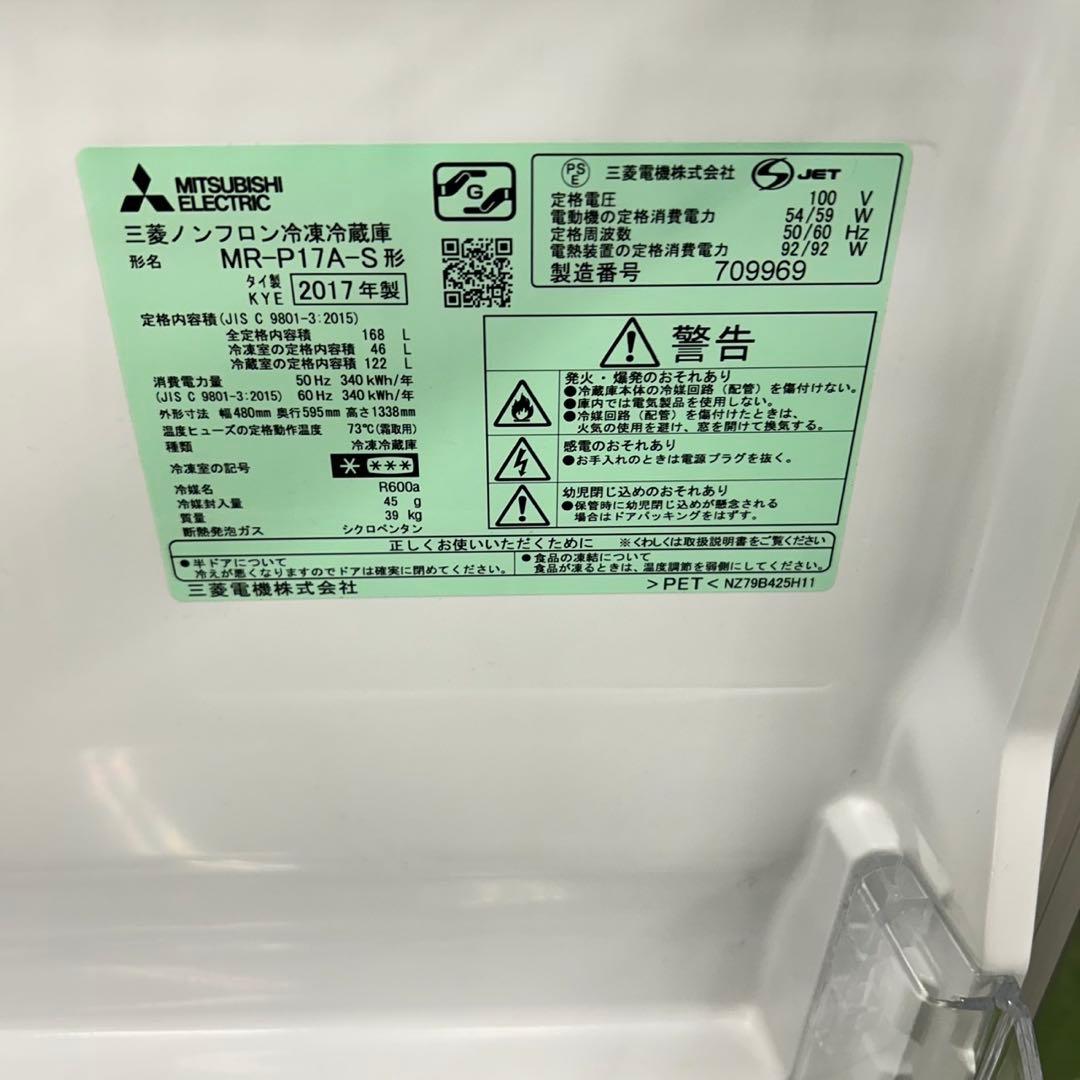 MITSUBISHI
ELECTRIC
三菱ノンフロン冷凍冷蔵庫
形名 MR-P17A-S形
タイ製
KYE 2017年製
G
PS
E
三菱電機株式会社
S JET
定格電圧 100 V
電動機の定格消費電力 54/59 W
定格周波数 50/60 Hz
電熱装置の定格消費電力 92/92 W
製造番号 709969
定格内容積(JIS C 9801-3:2015)
全定格内容積 168 L
冷凍室の定格内容積 46 L
冷蔵室の定格内容積 122 L
消費電力量 50Hz 340kWh/年
(JIS C 9801-3:2015) 60Hz 340kWh/年
外形寸法 幅480mm 奥行595mm 高さ1338mm
温度ヒューズの定格動作温度 73℃(霜取用)
種類 冷凍冷蔵庫
冷凍室の記号
冷媒名 R600a
冷媒封入量 45 g
質量 39 kg
断熱発泡ガス シクロペンタン
警告
発火・爆発のおそれあり
●冷蔵庫本体の冷媒回路(配管)を傷付けない。
●庫内では電気製品を使用しない。
●冷媒回路(配管)を傷付けたときは、
火気の使用を避け、窓を開けて換気する。
感電のおそれあり
●お手入れのときは電源プラグを抜く。
幼児閉じ込めのおそれあり
●保管時に幼児閉じ込めが懸念される
場合はドアパッキングをはずす。
正しくお使いいただくために ※くわしくは取扱説明書をご覧ください
●半ドアについて
冷えが悪くなりますのでドアは確実に閉めてください。
●食品の凍結について
食品が凍るときは、温度調節を弱側にしてください。
三菱電機株式会社
>PET< NZ79B425H11